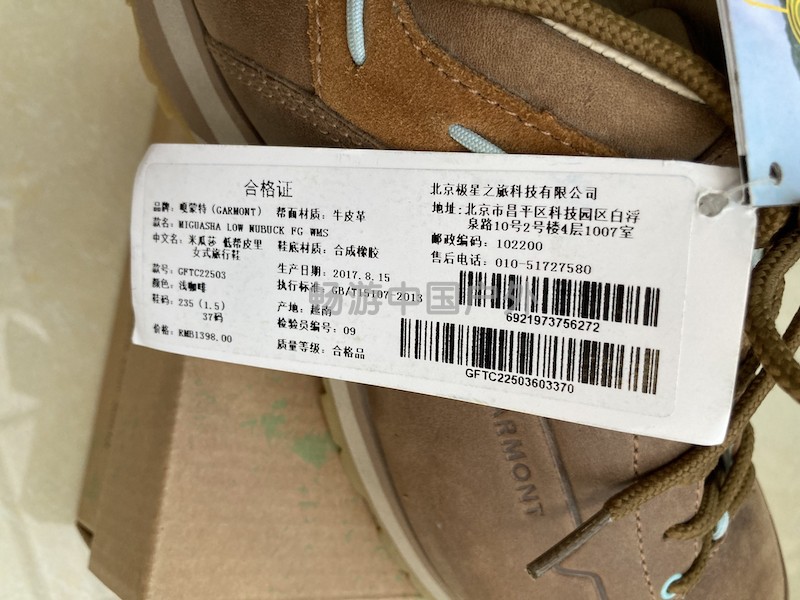 合格证
品牌：嘎蒙特（GARMONT）
款名：MIGUASHA LOW NUBUCK FG WMS
中文名：米瓜莎 低帮皮里
女式旅行鞋
款号：GFTC22503
颜色：浅咖啡
鞋码：235（1.5）
37码
价格：RMB1398.00
帮面材质：牛皮革
鞋底材质：合成橡胶
生产日期：2017.8.15
执行标准：GB/T15107-2013
产地：越南
检验员编号：09
质量等级：合格品
北京极星之旅科技有限公司
地址：北京市昌平区科技园区白浮
泉路10号2号楼4层1007室
邮政编码：102200
售后电话：010-51727580
6921973756272
GFTC22503603370
畅游中国户外
GARMONT